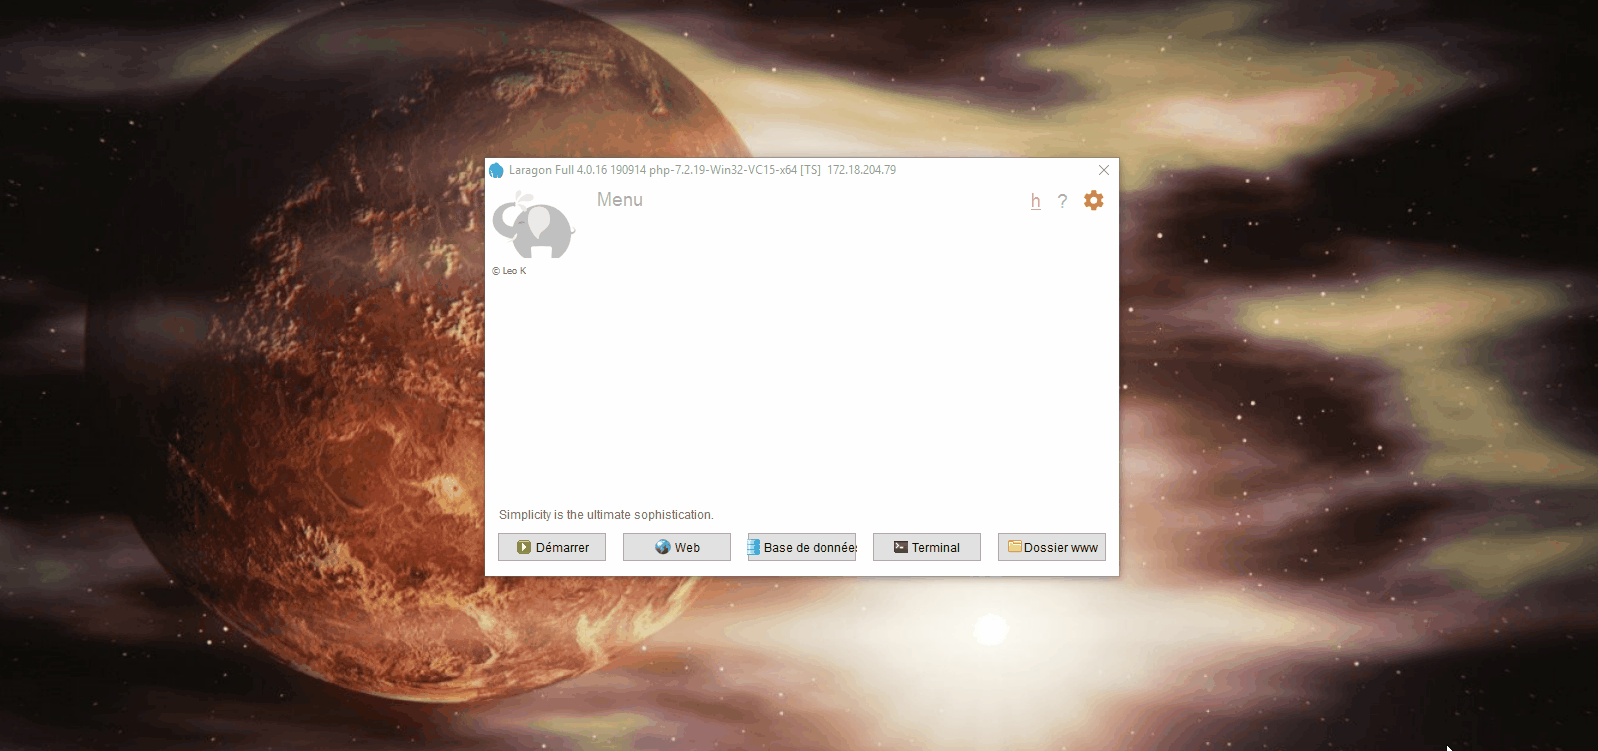 Laragon Full 4.0.16 190914 php-7.2.19-Win32-VC15-x64 [TS] 172.18.204.79
Menu
h ?
© Leo K
Simplicity is the ultimate sophistication.
Démarrer Web Base de données Terminal Dossier www